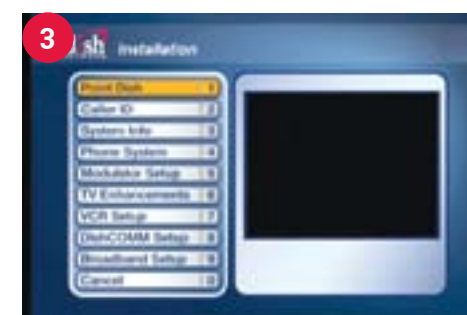 3
sh Installation
Point Dish 1
Caller ID 2
System Info 3
Phone System 4
Modulator Setup 5
TV Enhancements 6
VCR Setup 7
DishCOMM Setup 8
Broadband Setup 9
Cancel 0